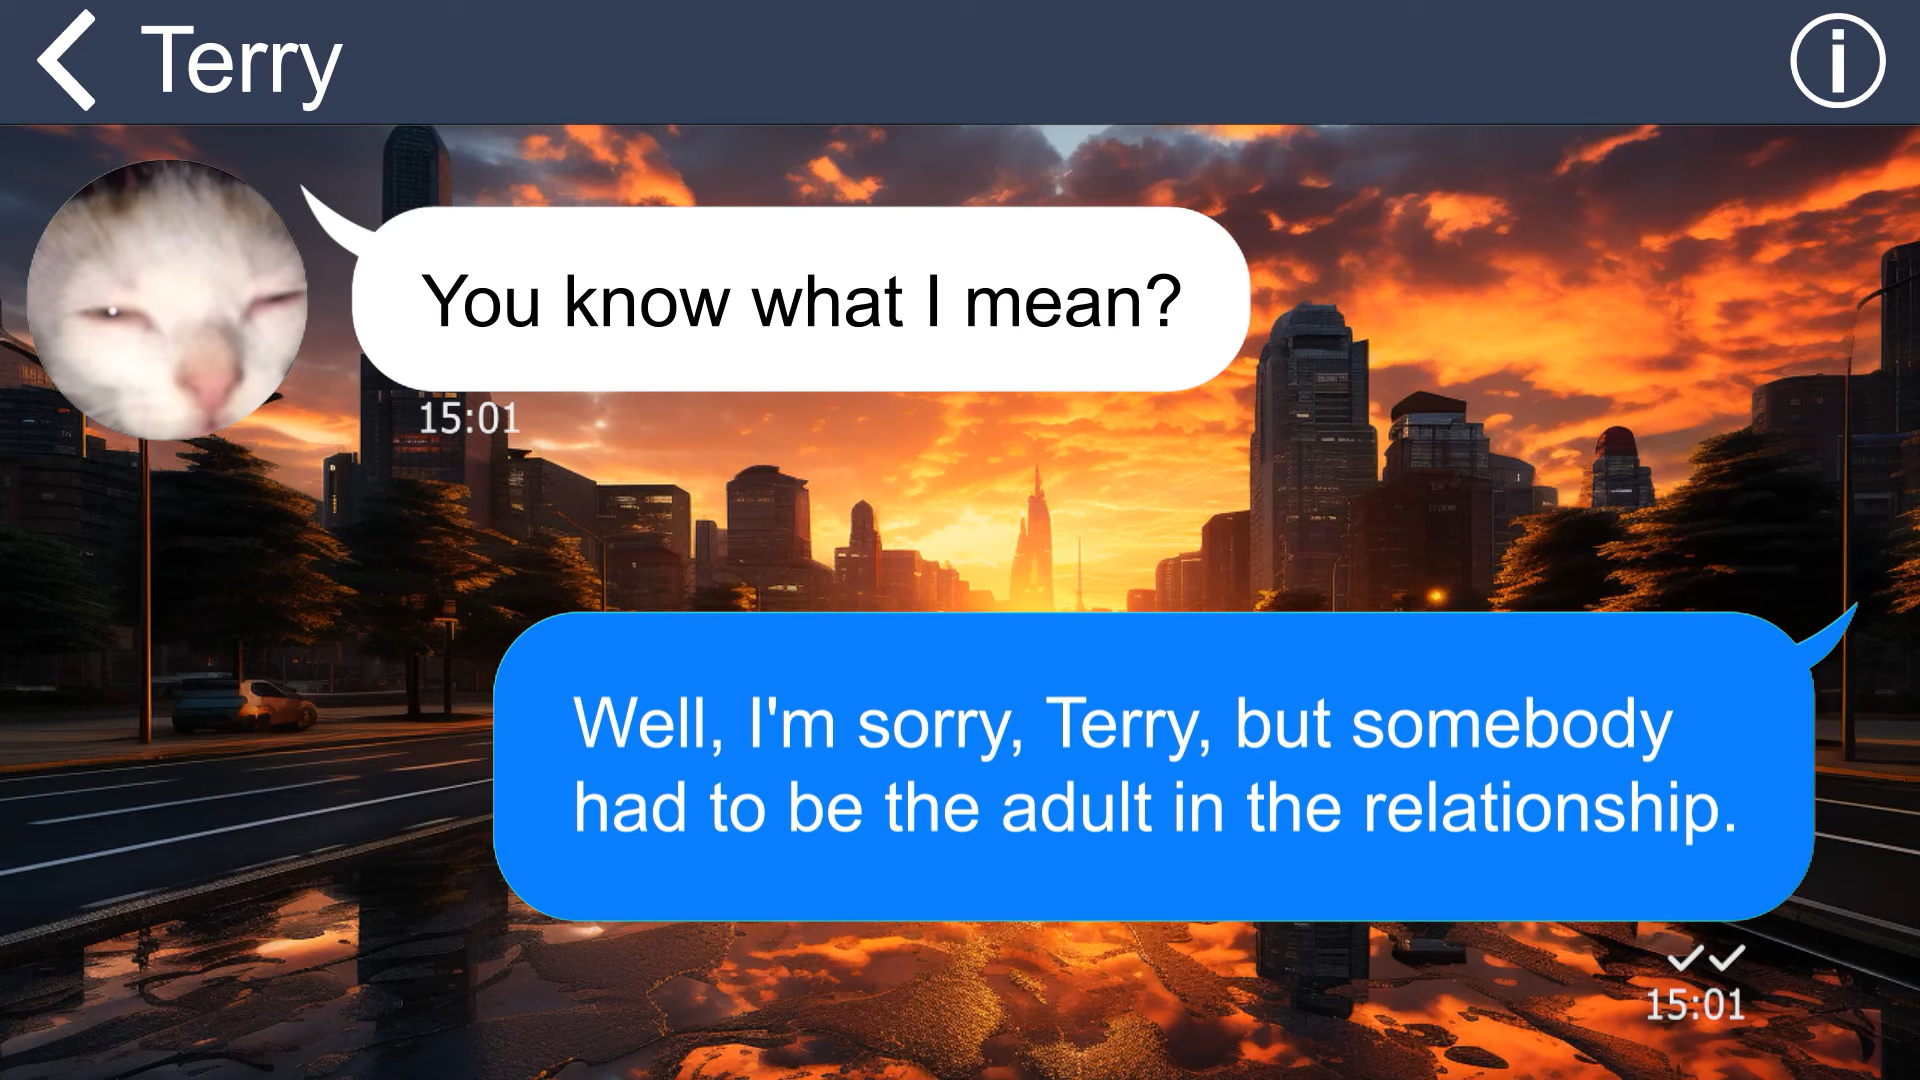 Terry
You know what I mean?
15:01
Well, I'm sorry, Terry, but somebody
had to be the adult in the relationship.
15:01